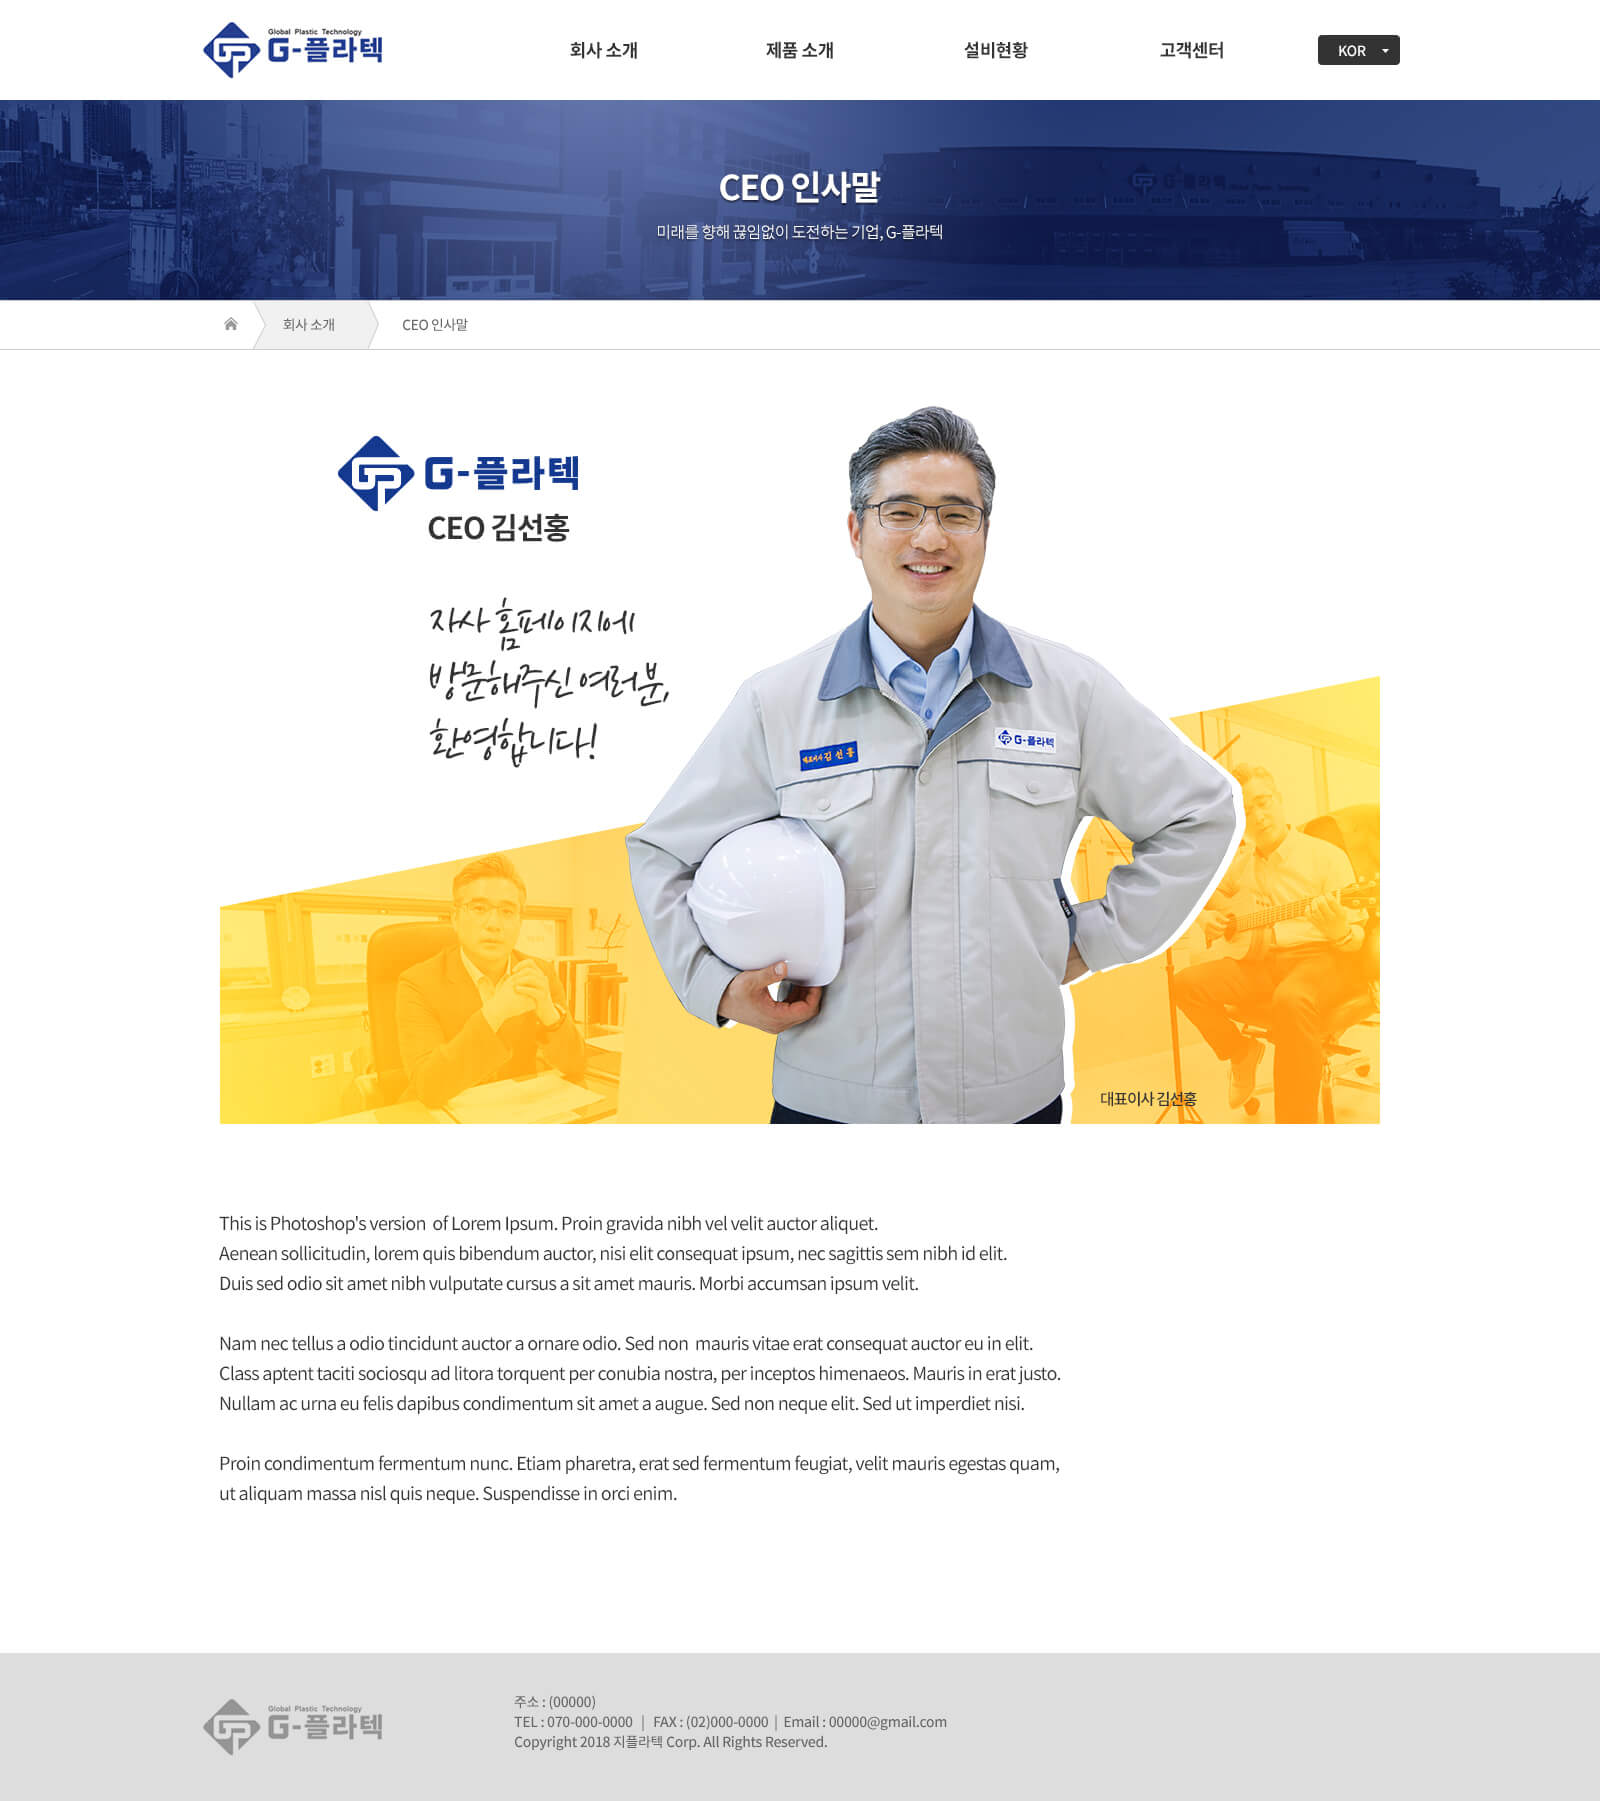 Global Plastic Technology
G-플라텍
회사 소개
제품 소개
설비현황
고객센터
KOR
G-플라텍
CEO 인사말
미래를 향해 끊임없이 도전하는 기업, G-플라텍
회사 소개
CEO 인사말
G-플라텍
CEO 김선홍
자사 홈페이지에
방문해주신 여러분,
환영합니다!
대표이사 김선홍
G-플라텍
대표이사 김선홍
This is Photoshop's version  of Lorem Ipsum. Proin gravida nibh vel velit auctor aliquet.
Aenean sollicitudin, lorem quis bibendum auctor, nisi elit consequat ipsum, nec sagittis sem nibh id elit.
Duis sed odio sit amet nibh vulputate cursus a sit amet mauris. Morbi accumsan ipsum velit.
Nam nec tellus a odio tincidunt auctor a ornare odio. Sed non  mauris vitae erat consequat auctor eu in elit.
Class aptent taciti sociosqu ad litora torquent per conubia nostra, per inceptos himenaeos. Mauris in erat justo.
Nullam ac urna eu felis dapibus condimentum sit amet a augue. Sed non neque elit. Sed ut imperdiet nisi.
Proin condimentum fermentum nunc. Etiam pharetra, erat sed fermentum feugiat, velit mauris egestas quam,
ut aliquam massa nisl quis neque. Suspendisse in orci enim.
Global Plastic Technology
G-플라텍
주소 : (00000)
TEL : 070-000-0000 | FAX : (02)000-0000 | Email : 00000@gmail.com
Copyright 2018 지플라텍 Corp. All Rights Reserved.